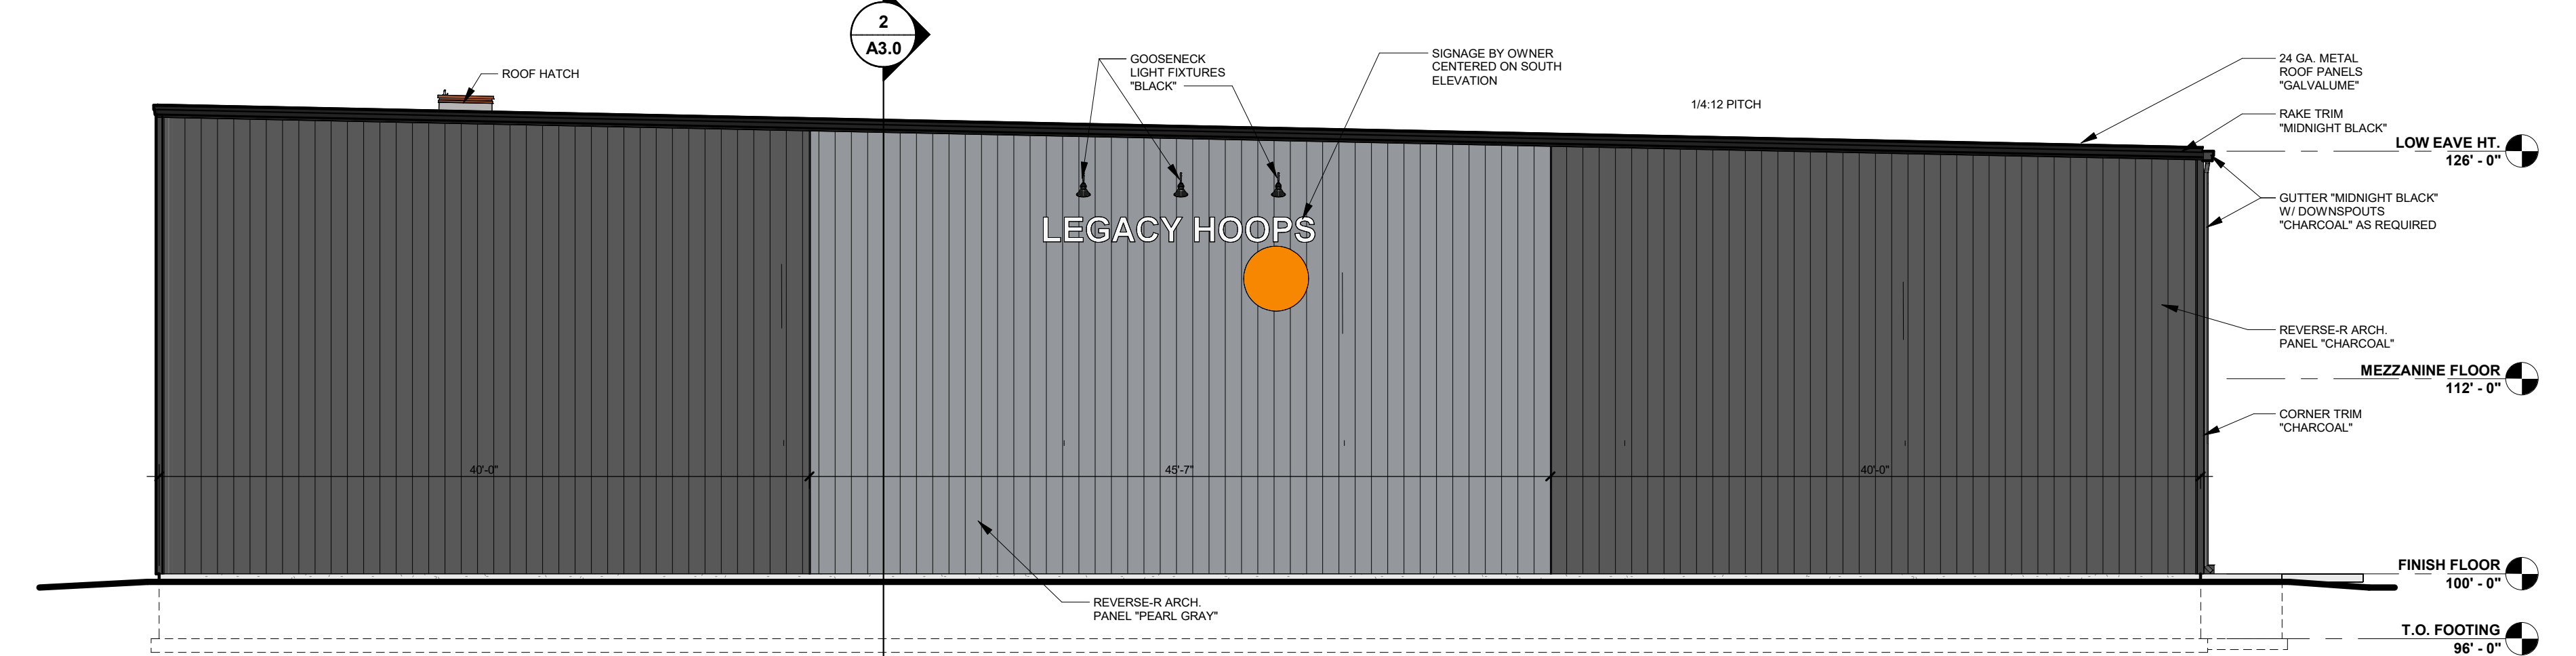 2
A3.0
ROOF HATCH
GOOSENECK
LIGHT FIXTURES
"BLACK"
SIGNAGE BY OWNER
CENTERED ON SOUTH
ELEVATION
1/4:12 PITCH
24 GA. METAL
ROOF PANELS
"GALVALUME"
RAKE TRIM
"MIDNIGHT BLACK"
LOW EAVE HT.
126' - 0"
GUTTER "MIDNIGHT BLACK"
W/ DOWNSPOUTS
"CHARCOAL" AS REQUIRED
LEGACY HOOPS
REVERSE-R ARCH.
PANEL "CHARCOAL"
MEZZANINE FLOOR
112' - 0"
CORNER TRIM
"CHARCOAL"
40'-0"
45'-7"
40'-0"
FINISH FLOOR
100' - 0"
REVERSE-R ARCH.
PANEL "PEARL GRAY"
T.O. FOOTING
96' - 0"